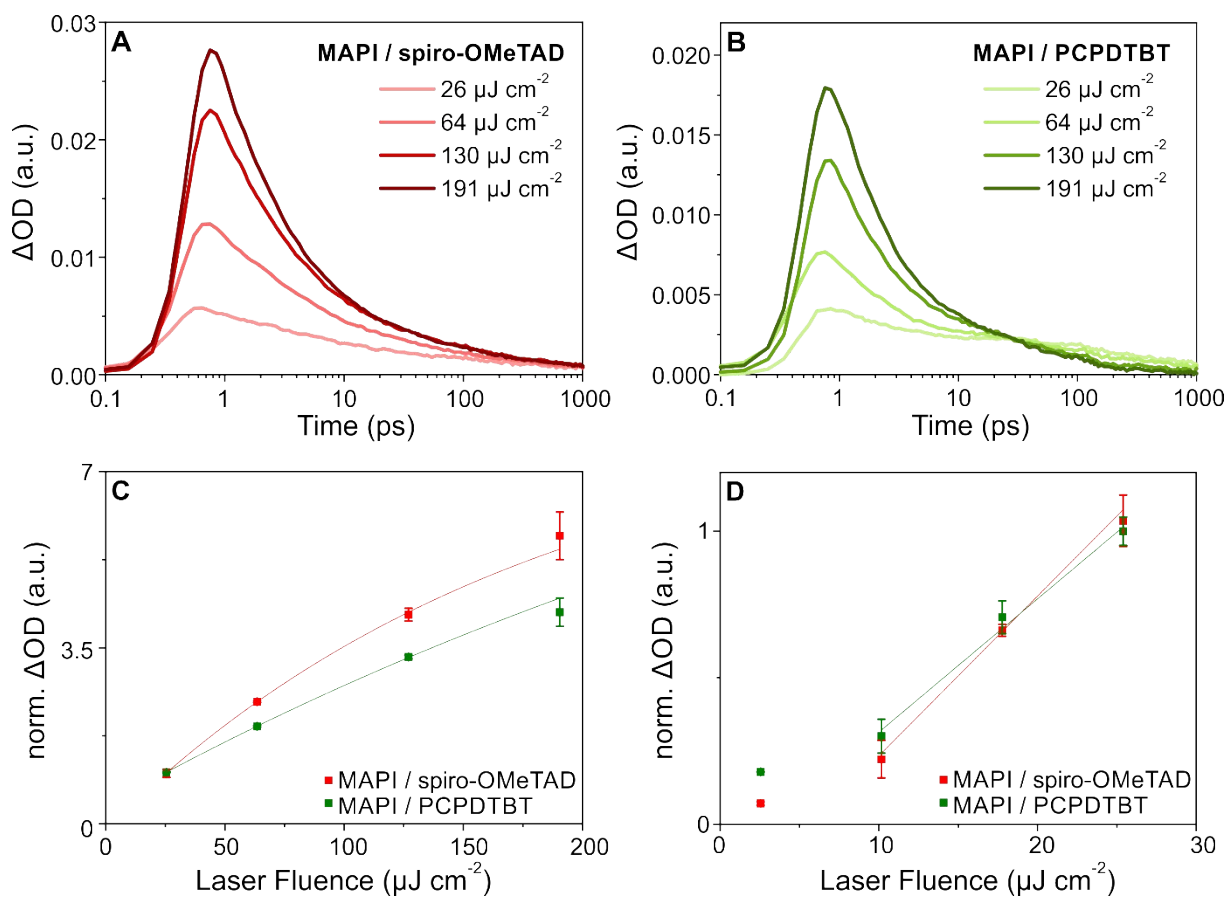 A
MAPI / spiro-OMeTAD
26 µJ cm⁻²
64 µJ cm⁻²
130 µJ cm⁻²
191 µJ cm⁻²
0.03
0.02
0.01
0.00
ΔOD (a.u.)
0.1 1 10 100 1000
Time (ps)
B
MAPI / PCPDTBT
26 µJ cm⁻²
64 µJ cm⁻²
130 µJ cm⁻²
191 µJ cm⁻²
0.020
0.015
0.010
0.005
0.000
ΔOD (a.u.)
0.1 1 10 100 1000
Time (ps)
C
7
3.5
0
norm. ΔOD (a.u.)
MAPI / spiro-OMeTAD
MAPI / PCPDTBT
0 50 100 150 200
Laser Fluence (µJ cm⁻²)
D
1
1
0
norm. ΔOD (a.u.)
MAPI / spiro-OMeTAD
MAPI / PCPDTBT
0 10 20 30
Laser Fluence (µJ cm⁻²)